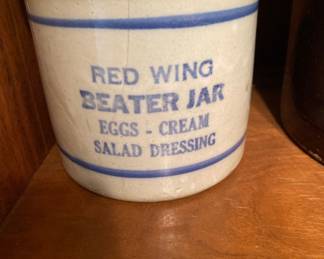 RED WING
BEATER JAR
EGGS - CREAM
SALAD DRESSING